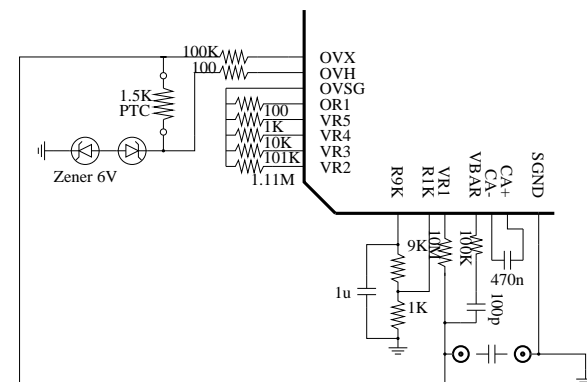 100K
OVX
100
OVH
OVSG
1.5K
PTC
OR1
100
VR5
1K
VR4
10K
VR3
101K
VR2
1.11M
Zener 6V
R9K
R1K
VR1
VBAR
CA-
CA+
SGND
9K
10M
100K
470n
1u
1K
100p